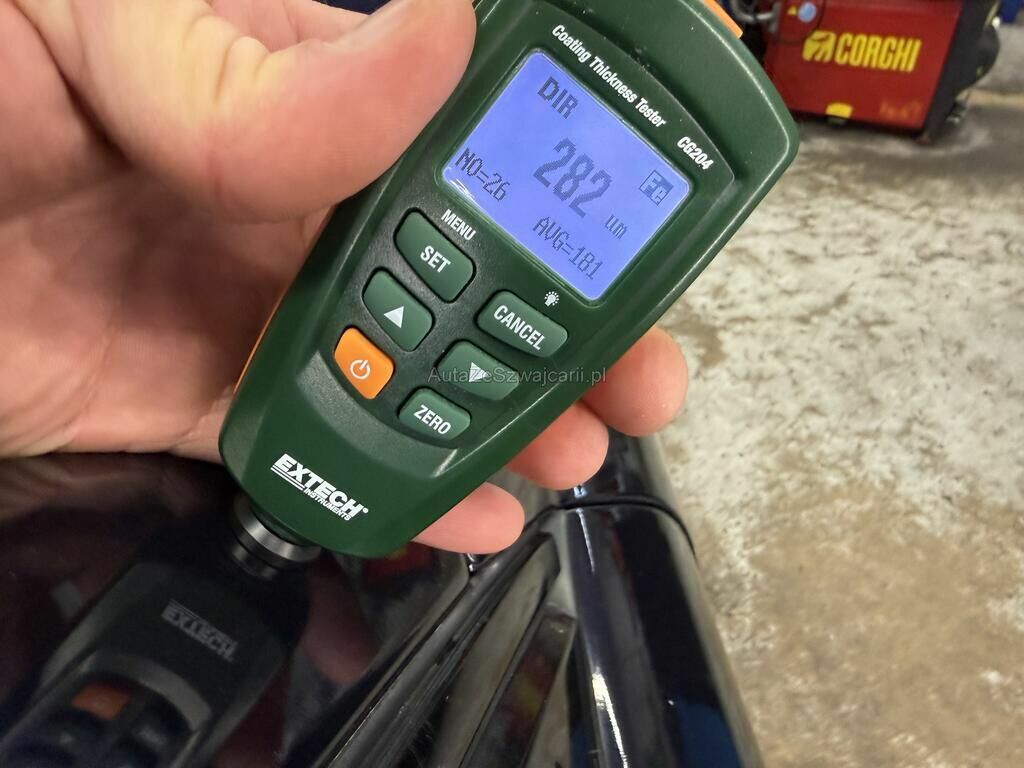 Coating Thickness Tester CG204
DIR
Fe
282 um
NO=26
AVG=181
MENU
SET
CANCEL
ZERO
EXTECH®
INSTRUMENTS
CORGHI
AutaZeSzwajcarii.pl
EXTECH